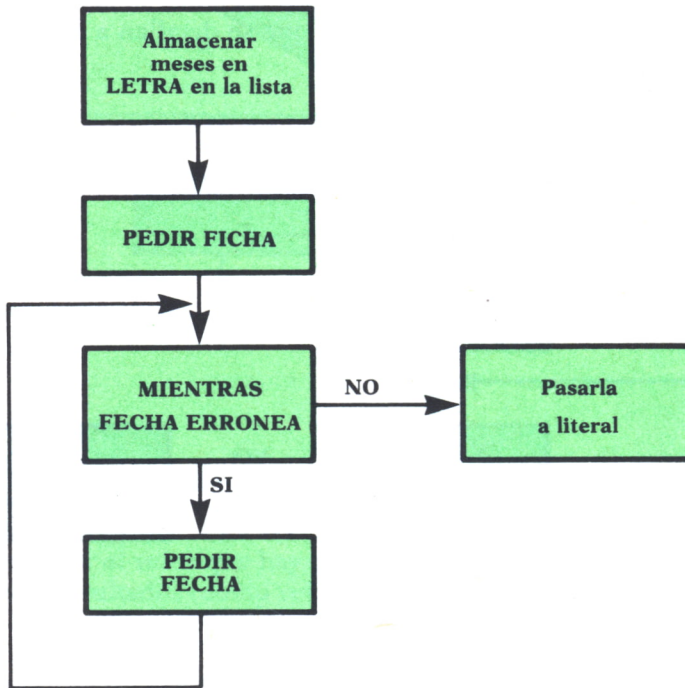 Almacenar
meses en
LETRA en la lista
PEDIR FICHA
MIENTRAS
FECHA ERRONEA
NO
Pasarla
a literal
SI
PEDIR
FECHA